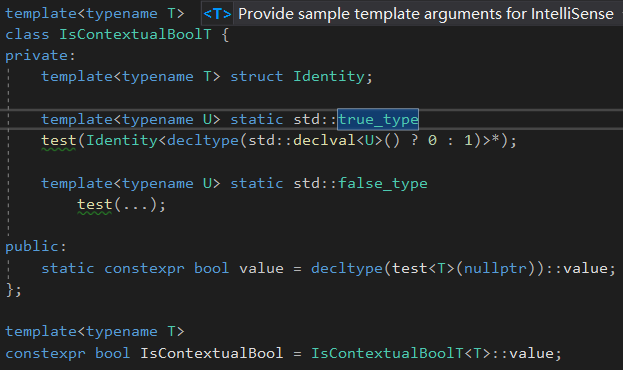 template<typename T> <T> Provide sample template arguments for IntelliSense
class IsContextualBoolT {
private:
    template<typename T> struct Identity;

    template<typename U> static std::true_type
    test(Identity<decltype(std::declval<U>() ? 0 : 1)>*);

    template<typename U> static std::false_type
        test(...);

public:
    static constexpr bool value = decltype(test<T>(nullptr))::value;
};

template<typename T>
constexpr bool IsContextualBool = IsContextualBoolT<T>::value;